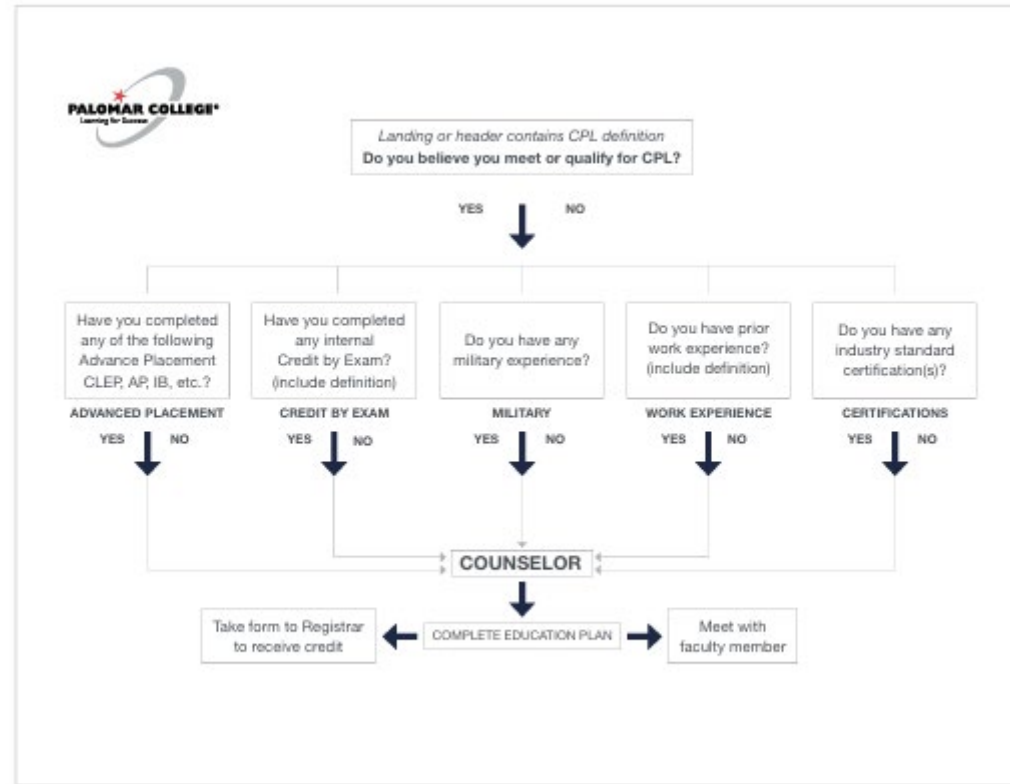 PALOMAR COLLEGE®
Learning for Success
Landing or header contains CPL definition
Do you believe you meet or qualify for CPL?
YES NO
Have you completed
any of the following
Advance Placement
CLEP, AP, IB, etc.?
ADVANCED PLACEMENT
YES NO
Have you completed
any internal
Credit by Exam?
(include definition)
CREDIT BY EXAM
YES NO
Do you have any
military experience?
MILITARY
YES NO
Do you have prior
work experience?
(include definition)
WORK EXPERIENCE
YES NO
Do you have any
industry standard
certification(s)?
CERTIFICATIONS
YES NO
COUNSELOR
Take form to Registrar
to receive credit
COMPLETE EDUCATION PLAN
Meet with
faculty member